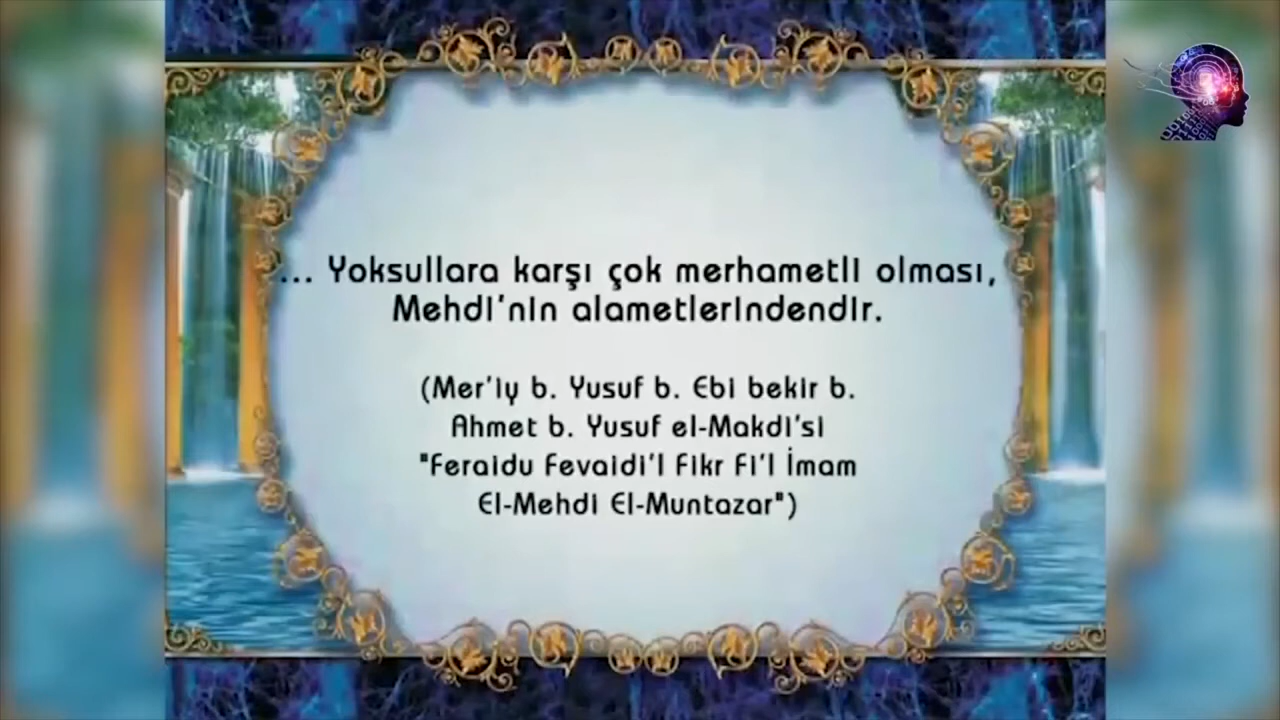 ... Yoksullara karşı çok merhametli olması,
Mehdi'nin alametlerindendir.
(Mer'iy b. Yusuf b. Ebi bekir b.
Ahmet b. Yusuf el-Makdi'si
"Feraidu Fevaidi'l Fikr Fi'l İmam
El-Mehdi El-Muntazar")